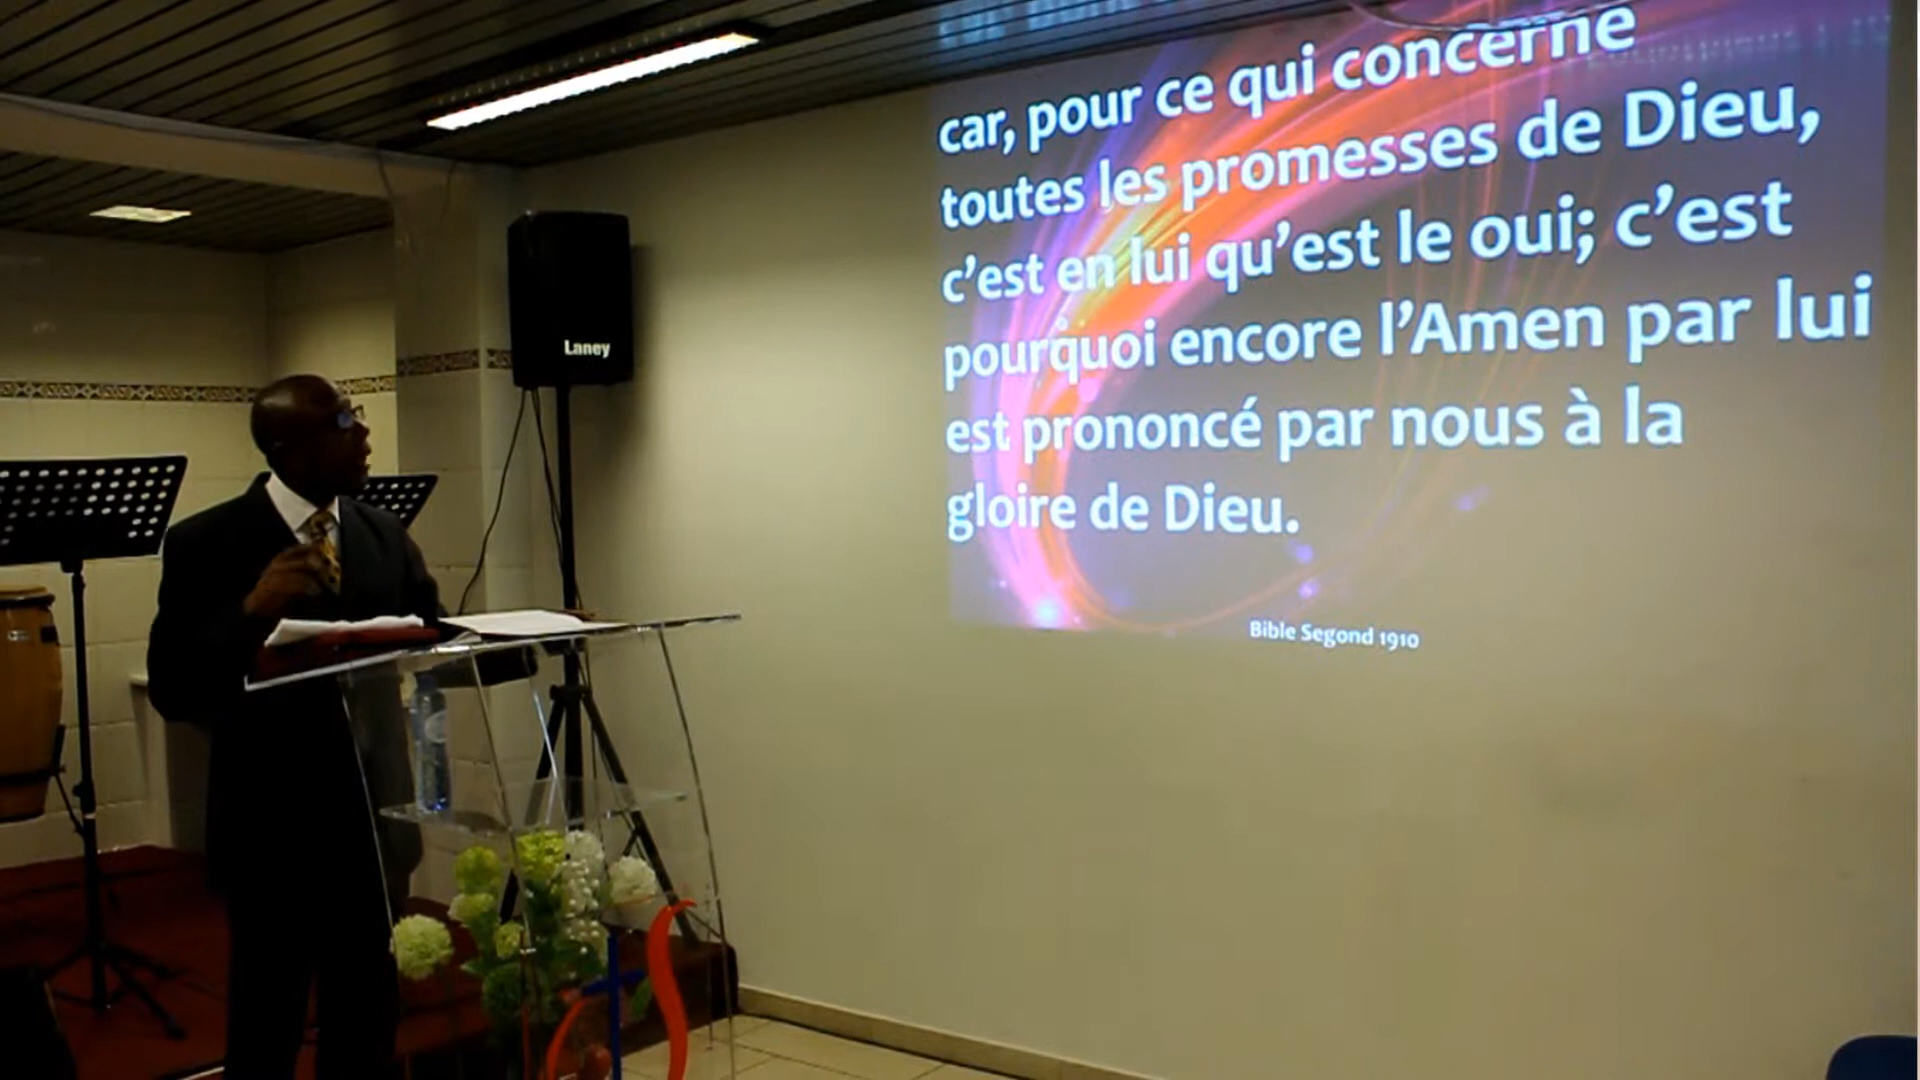 car, pour ce qui concerne
toutes les promesses de Dieu,
c'est en lui qu'est le oui; c'est
pourquoi encore l'Amen par lui
est prononcé par nous à la
gloire de Dieu.
Bible Segond 1910
Laney